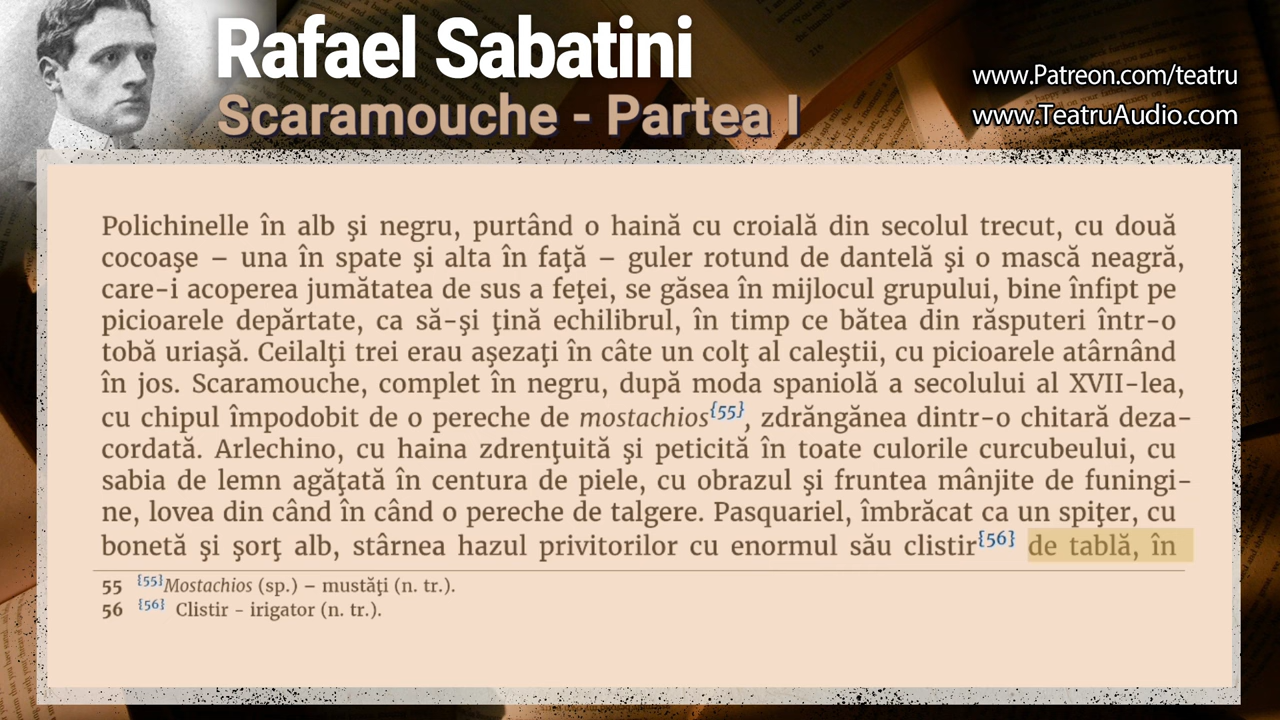 Rafael Sabatini
Scaramouche - Partea I
www.Patreon.com/teatru
www.TeatruAudio.com
Polichinelle în alb şi negru, purtând o haină cu croială din secolul trecut, cu două
cocoaşe – una în spate şi alta în faţă – guler rotund de dantelă şi o mască neagră,
care-i acoperea jumătatea de sus a feţei, se găsea în mijlocul grupului, bine înfipt pe
picioarele depărtate, ca să-şi ţină echilibrul, în timp ce bătea din răsputeri într-o
tobă uriaşă. Ceilalţi trei erau aşezaţi în câte un colţ al caleştii, cu picioarele atârnând
în jos. Scaramouche, complet în negru, după moda spaniolă a secolului al XVII-lea,
cu chipul împodobit de o pereche de mostachios{55}, zdrăngănea dintr-o chitară deza-
cordată. Arlechino, cu haina zdrenţuită şi peticită în toate culorile curcubeului, cu
sabia de lemn agăţată în centura de piele, cu obrazul şi fruntea mânjite de funingi-
ne, lovea din când în când o pereche de talgere. Pasquariel, îmbrăcat ca un spiţer, cu
bonetă şi şorţ alb, stârnea hazul privitorilor cu enormul său clistir{56} de tablă, în
55 {55}Mostachios (sp.) – mustăţi (n. tr.).
56 {56} Clistir - irigator (n. tr.).